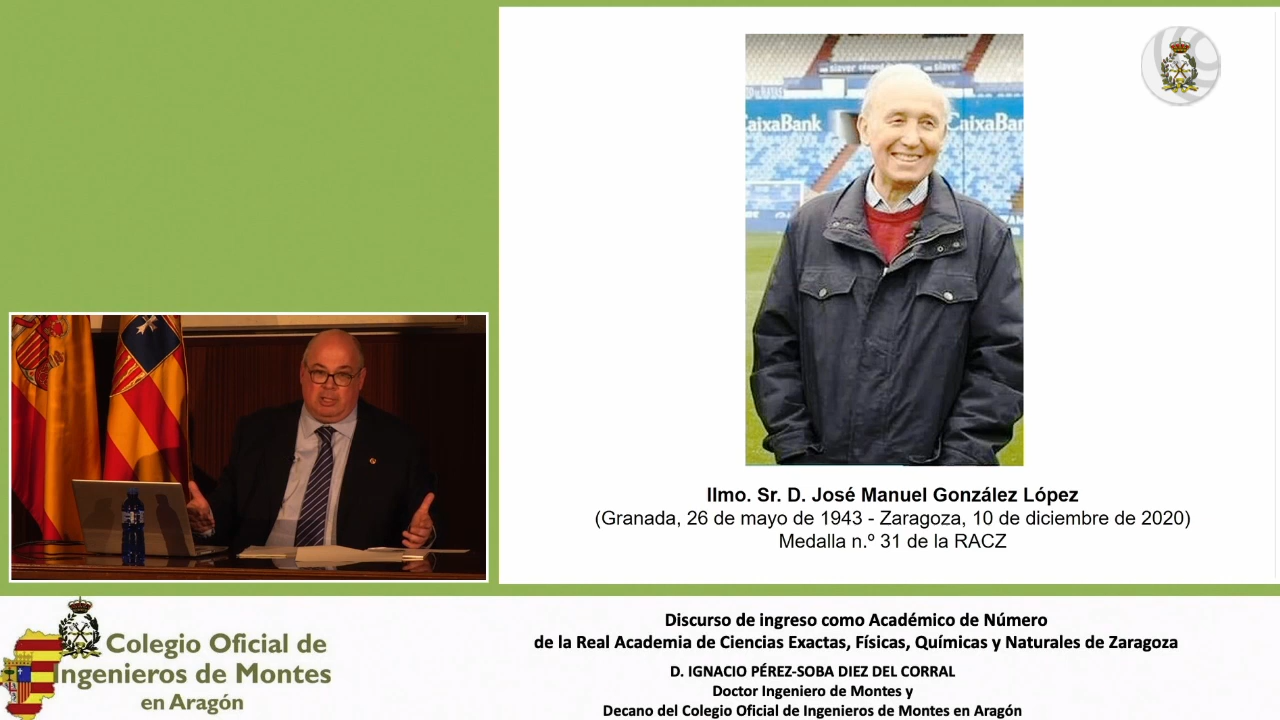 CaixaBank
CaixaBan
Ilmo. Sr. D. José Manuel González López
(Granada, 26 de mayo de 1943 - Zaragoza, 10 de diciembre de 2020)
Medalla n.º 31 de la RACZ
Colegio Oficial de
Ingenieros de Montes
en Aragón
Discurso de ingreso como Académico de Número
de la Real Academia de Ciencias Exactas, Físicas, Químicas y Naturales de Zaragoza
D. IGNACIO PÉREZ-SOBA DIEZ DEL CORRAL
Doctor Ingeniero de Montes y
Decano del Colegio Oficial de Ingenieros de Montes en Aragón